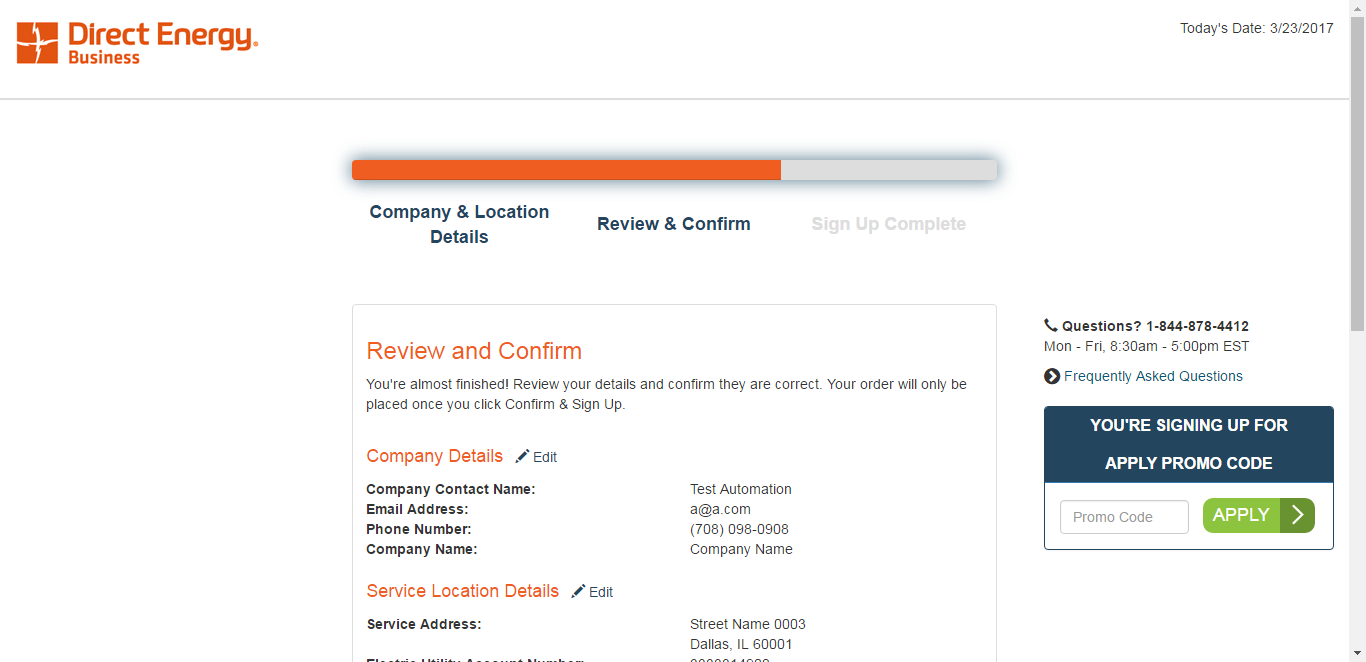 Direct Energy®
Business
Today's Date: 3/23/2017
Company & Location
Details
Review & Confirm
Sign Up Complete
Review and Confirm
You're almost finished! Review your details and confirm they are correct. Your order will only be
placed once you click Confirm & Sign Up.
Company Details Edit
Company Contact Name: Test Automation
Email Address: a@a.com
Phone Number: (708) 098-0908
Company Name: Company Name
Service Location Details Edit
Service Address: Street Name 0003
Dallas, IL 60001
Electric Utility Account Number:
Questions? 1-844-878-4412
Mon - Fri, 8:30am - 5:00pm EST
Frequently Asked Questions
YOU'RE SIGNING UP FOR
APPLY PROMO CODE
Promo Code APPLY